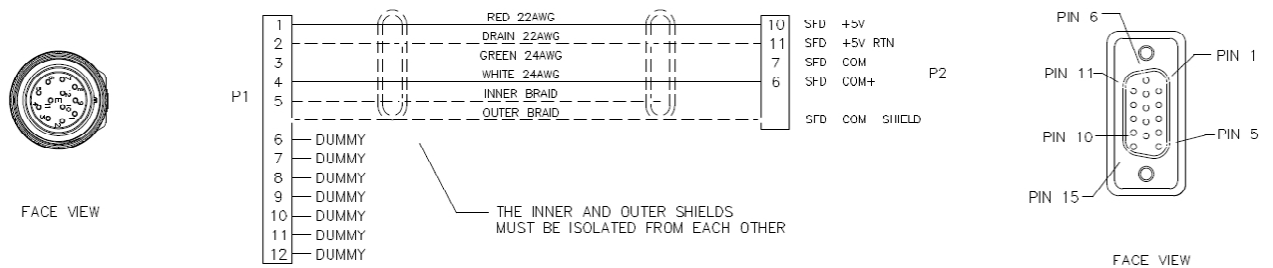 FACE VIEW
P1
1 RED 22AWG 10 SFD +5V
2 DRAIN 22AWG 11 SFD +5V RTN
3 GREEN 24AWG 7 SFD COM
4 WHITE 24AWG 6 SFD COM+
5 INNER BRAID
OUTER BRAID SFD COM SHIELD
P2
6 DUMMY
7 DUMMY
8 DUMMY
9 DUMMY
10 DUMMY
11 DUMMY
12 DUMMY
THE INNER AND OUTER SHIELDS
MUST BE ISOLATED FROM EACH OTHER
PIN 6
PIN 1
PIN 11
PIN 10
PIN 5
PIN 15
FACE VIEW